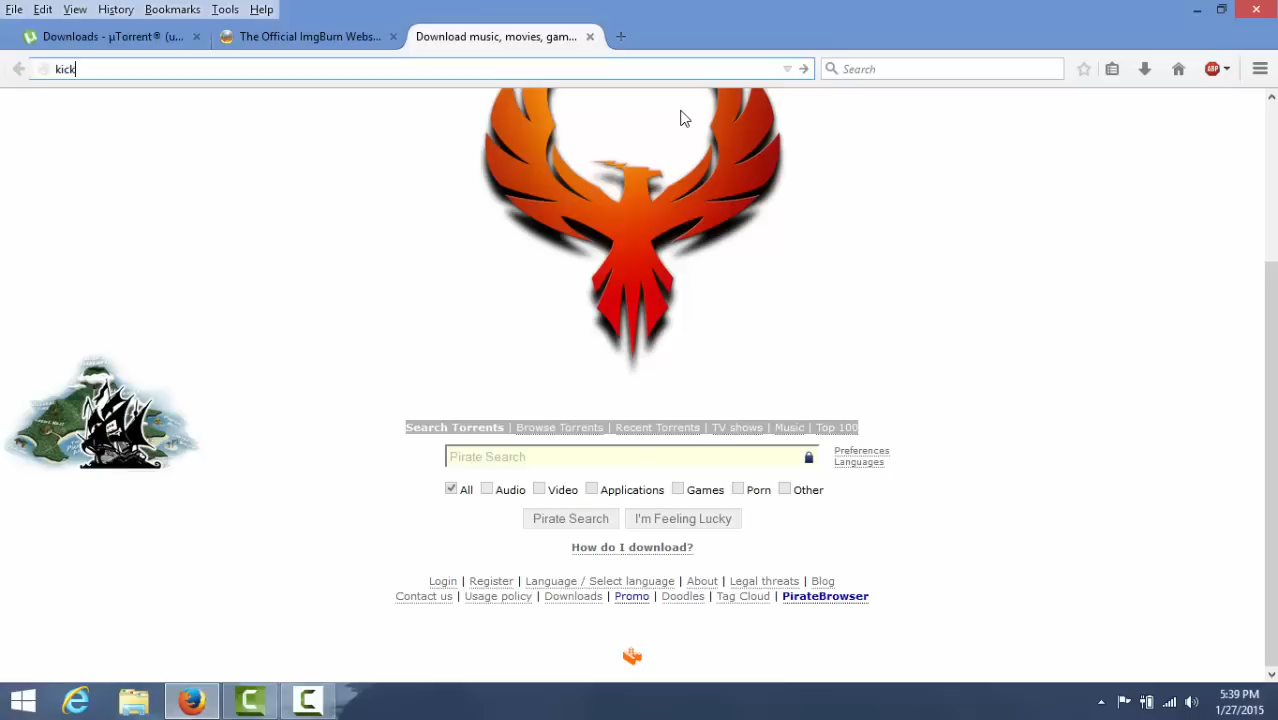 File Edit View History Bookmarks Tools Help
Downloads - µTorrent® (u... × The Official ImgBurn Webs... × Download music, movies, gam... × +
kick Search ABP
Search Torrents | Browse Torrents | Recent Torrents | TV shows | Music | Top 100
Pirate Search Preferences
Languages
All Audio Video Applications Games Porn Other
Pirate Search I'm Feeling Lucky
How do I download?
Login | Register | Language / Select language | About | Legal threats | Blog
Contact us | Usage policy | Downloads | Promo | Doodles | Tag Cloud | PirateBrowser
5:39 PM
1/27/2015